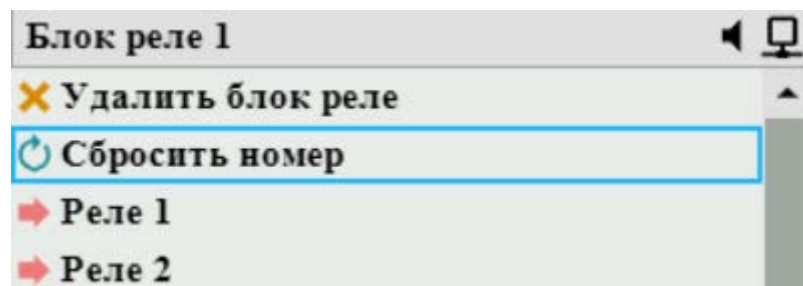 Блок реле 1
Удалить блок реле
Сбросить номер
Реле 1
Реле 2